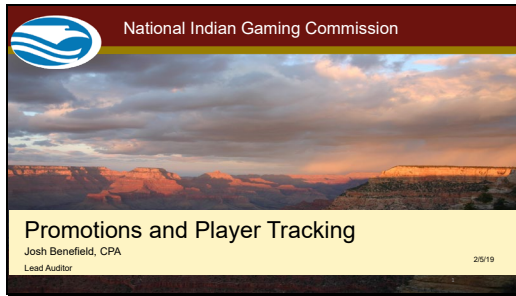 National Indian Gaming Commission
Promotions and Player Tracking
Josh Benefield, CPA
2/5/19
Lead Auditor